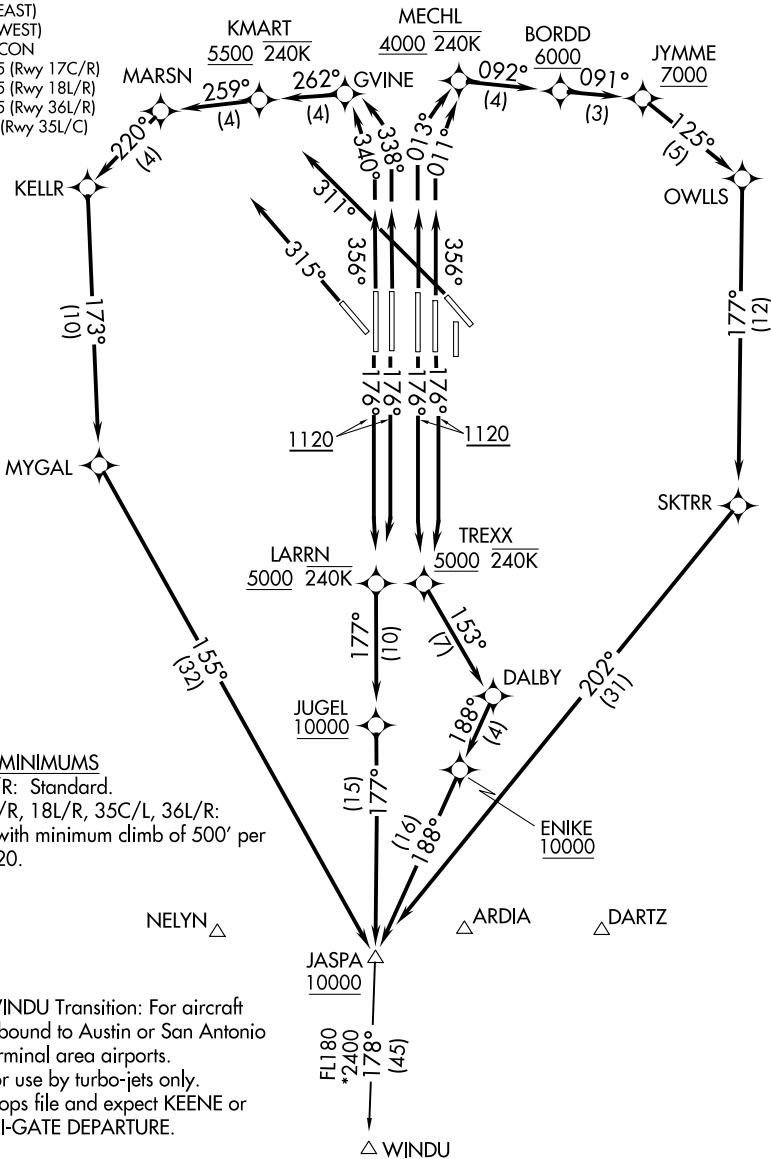 EAST)
WEST)
CON
5 (Rwy 17C/R)
5 (Rwy 18L/R)
5 (Rwy 36L/R)
(Rwy 35L/C)
KMART
5500 240K
MECHL
4000 240K
BORDD
6000
JYMME
7000
MARSN
GVINE
259°
(4)
262°
(4)
092°
(4)
091°
(3)
220°
(4)
125°
(5)
KELLR
OWLLS
340°
338°
013°
011°
311°
315°
356°
356°
173°
(10)
177°
(12)
176°
176°
176°
176°
1120
1120
MYGAL
SKTRR
LARRN
5000 240K
TREXX
5000 240K
177°
(10)
153°
(7)
155°
(32)
202°
(31)
DALBY
JUGEL
10000
188°
(4)
MINIMUMS
/R: Standard.
/R, 18L/R, 35C/L, 36L/R:
with minimum climb of 500' per
20.
(15)
177°
(16)
188°
ENIKE
10000
NELYN
ARDIA
DARTZ
JASPA
10000
WINDU Transition: For aircraft
bound to Austin or San Antonio
rminal area airports.
or use by turbo-jets only.
ops file and expect KEENE or
I-GATE DEPARTURE.
FL180
*2400
178°
(45)
WINDU